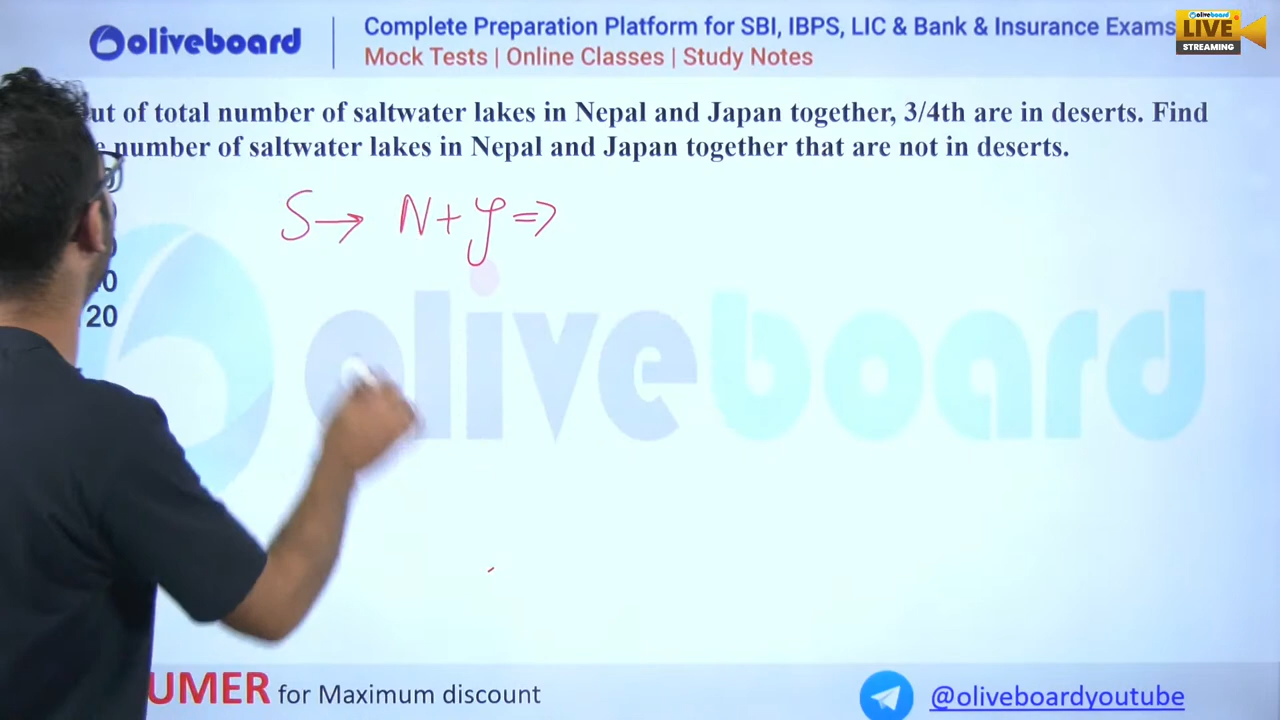 oliveboard
Complete Preparation Platform for SBI, IBPS, LIC & Bank & Insurance Exams
Mock Tests | Online Classes | Study Notes
oliveboard
LIVE
STREAMING
of total number of saltwater lakes in Nepal and Japan together, 3/4th are in deserts. Find
number of saltwater lakes in Nepal and Japan together that are not in deserts.
S → N + J ⇒
20
oliveboard
UMER for Maximum discount
@oliveboardyoutube